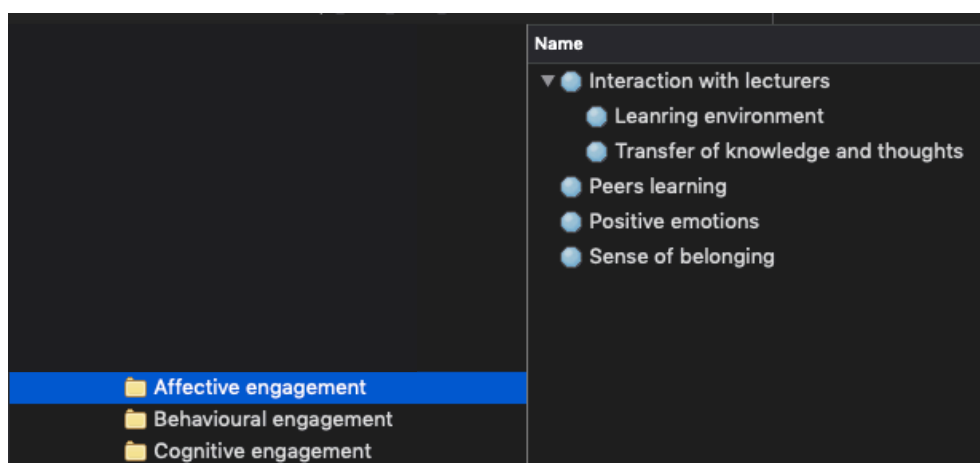 Name
Interaction with lecturers
Leanring environment
Transfer of knowledge and thoughts
Peers learning
Positive emotions
Sense of belonging
Affective engagement
Behavioural engagement
Cognitive engagement